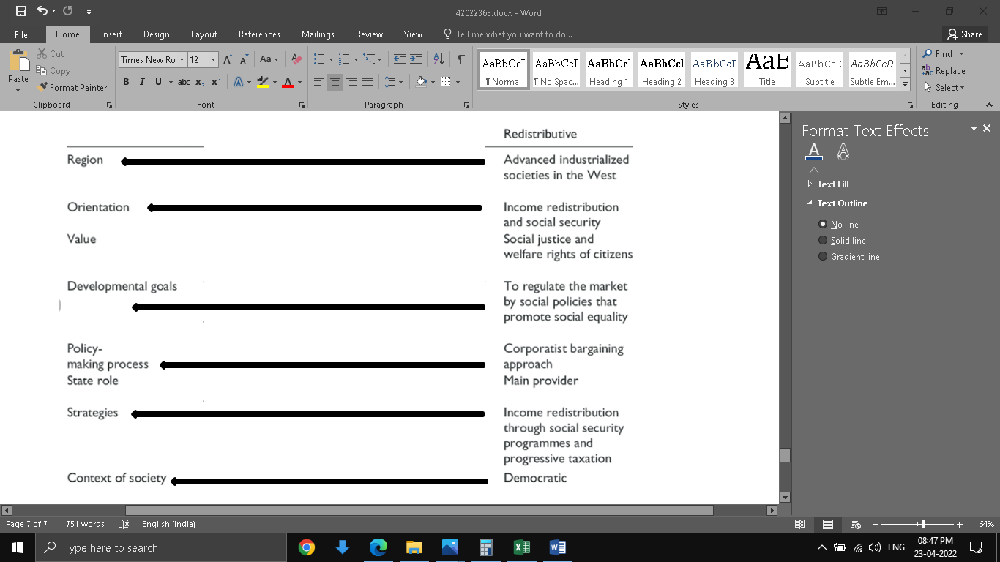 42022363.docx - Word
File Home Insert Design Layout References Mailings Review View Tell me what you want to do... Share
Paste
Cut
Copy
Format Painter
Clipboard
Times New Ro 12
Aa
B I U abc x₂ x²
A ab A
Font
Paragraph
AaBbCcI AaBbCcI AaBbCc AaBbCc AaBbCcI AaB AaBbCcD AaBbCcD
¶ Normal ¶ No Spac... Heading 1 Heading 2 Heading 3 Title Subtitle Subtle Em...
Styles
Find
Replace
Select
Editing
Redistributive
Region Advanced industrialized
societies in the West
Orientation Income redistribution
and social security
Value Social justice and
welfare rights of citizens
Developmental goals To regulate the market
by social policies that
promote social equality
Policy- Corporatist bargaining
making process approach
State role Main provider
Strategies Income redistribution
through social security
programmes and
progressive taxation
Context of society Democratic
Format Text Effects
A A
Text Fill
Text Outline
No line
Solid line
Gradient line
Page 7 of 7 1751 words English (India) 164%
Type here to search
ENG
08:47 PM
23-04-2022